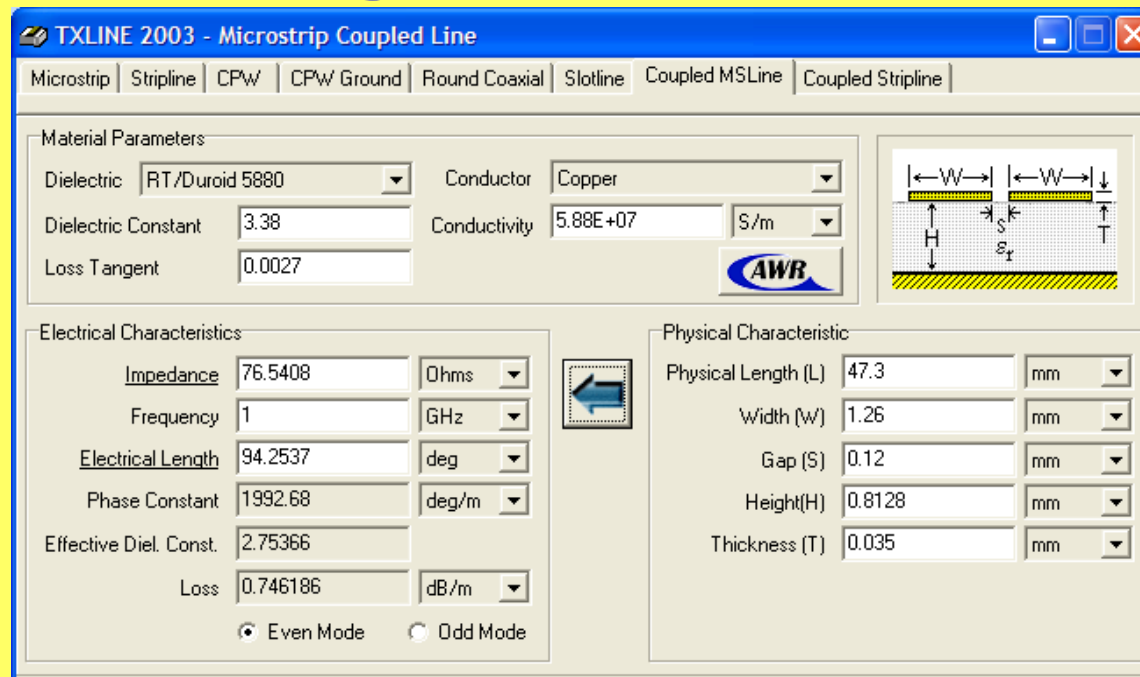 TXLINE 2003 - Microstrip Coupled Line
Microstrip Stripline CPW CPW Ground Round Coaxial Slotline Coupled MSLine Coupled Stripline
Material Parameters
Dielectric RT/Duroid 5880 Conductor Copper
Dielectric Constant 3.38 Conductivity 5.88E+07 S/m
Loss Tangent 0.0027
AWR
W W
S
H T
εr
Electrical Characteristics
Impedance 76.5408 Ohms
Frequency 1 GHz
Electrical Length 94.2537 deg
Phase Constant 1992.68 deg/m
Effective Diel. Const. 2.75366
Loss 0.746186 dB/m
Even Mode Odd Mode
Physical Characteristic
Physical Length (L) 47.3 mm
Width (W) 1.26 mm
Gap (S) 0.12 mm
Height(H) 0.8128 mm
Thickness (T) 0.035 mm